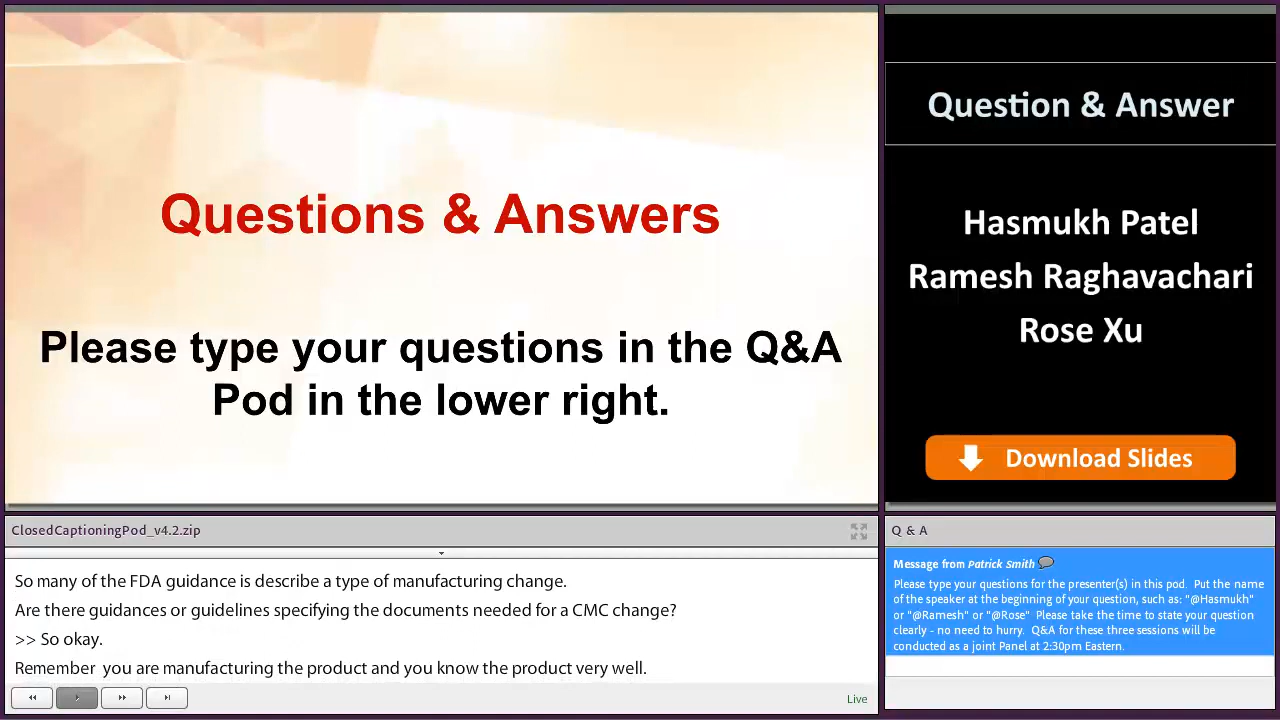 Questions & Answers
Please type your questions in the Q&A
Pod in the lower right.
Question & Answer
Hasmukh Patel
Ramesh Raghavachari
Rose Xu
Download Slides
ClosedCaptioningPod_v4.2.zip
So many of the FDA guidance is describe a type of manufacturing change.
Are there guidances or guidelines specifying the documents needed for a CMC change?
>> So okay.
Remember  you are manufacturing the product and you know the product very well.
Live
Q & A
Message from Patrick Smith
Please type your questions for the presenter(s) in this pod.  Put the name
of the speaker at the beginning of your question, such as: "@Hasmukh"
or "@Ramesh" or "@Rose"  Please take the time to state your question
clearly - no need to hurry.  Q&A for these three sessions will be
conducted as a joint Panel at 2:30pm Eastern.